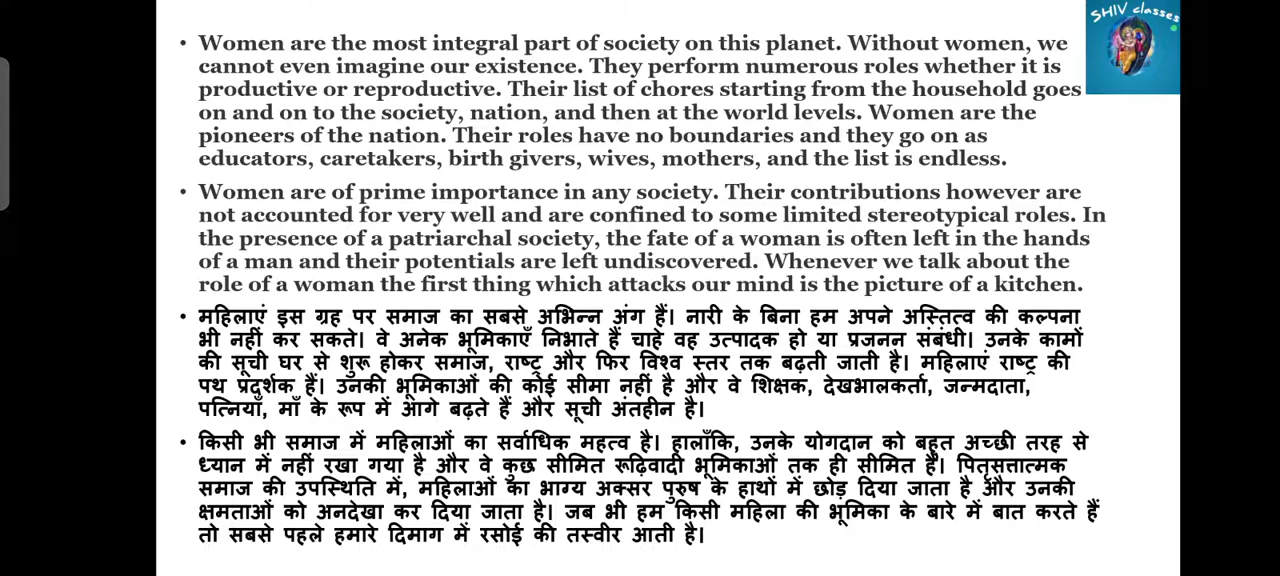 SHIV classes
• Women are the most integral part of society on this planet. Without women, we
cannot even imagine our existence. They perform numerous roles whether it is
productive or reproductive. Their list of chores starting from the household goes
on and on to the society, nation, and then at the world levels. Women are the
pioneers of the nation. Their roles have no boundaries and they go on as
educators, caretakers, birth givers, wives, mothers, and the list is endless.
• Women are of prime importance in any society. Their contributions however are
not accounted for very well and are confined to some limited stereotypical roles. In
the presence of a patriarchal society, the fate of a woman is often left in the hands
of a man and their potentials are left undiscovered. Whenever we talk about the
role of a woman the first thing which attacks our mind is the picture of a kitchen.
• महिलाएं इस ग्रह पर समाज का सबसे अभिन्न अंग हैं। नारी के बिना हम अपने अस्तित्व की कल्पना
भी नहीं कर सकते। वे अनेक भूमिकाएँ निभाते हैं चाहे वह उत्पादक हो या प्रजनन संबंधी। उनके कामों
की सूची घर से शुरू होकर समाज, राष्ट्र और फिर विश्व स्तर तक बढ़ती जाती है। महिलाएं राष्ट्र की
पथ प्रदर्शक हैं। उनकी भूमिकाओं की कोई सीमा नहीं है और वे शिक्षक, देखभालकर्ता, जन्मदाता,
पत्नियाँ, माँ के रूप में आगे बढ़ते हैं और सूची अंतहीन है।
• किसी भी समाज में महिलाओं का सर्वाधिक महत्व है। हालाँकि, उनके योगदान को बहुत अच्छी तरह से
ध्यान में नहीं रखा गया है और वे कुछ सीमित रूढ़िवादी भूमिकाओं तक ही सीमित हैं। पितृसत्तात्मक
समाज की उपस्थिति में, महिलाओं का भाग्य अक्सर पुरुष के हाथों में छोड़ दिया जाता है और उनकी
क्षमताओं को अनदेखा कर दिया जाता है। जब भी हम किसी महिला की भूमिका के बारे में बात करते हैं
तो सबसे पहले हमारे दिमाग में रसोई की तस्वीर आती है।